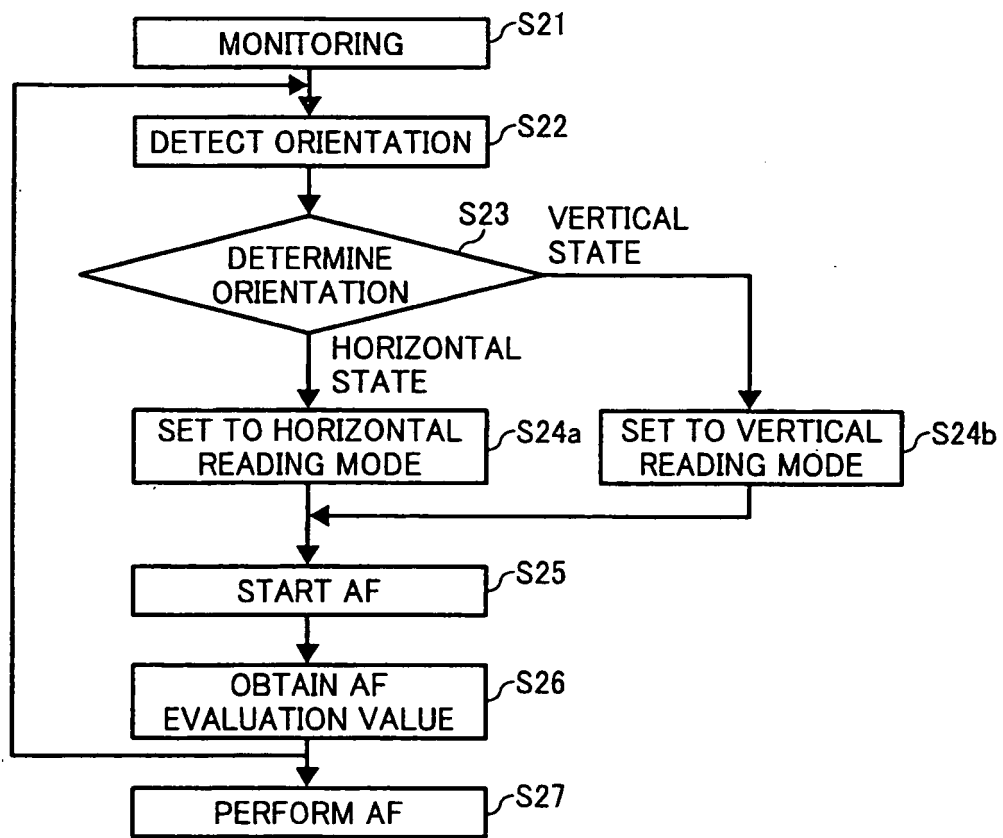 MONITORING
S21
DETECT ORIENTATION
S22
DETERMINE
ORIENTATION
S23
VERTICAL
STATE
HORIZONTAL
STATE
SET TO HORIZONTAL
READING MODE
S24a
SET TO VERTICAL
READING MODE
S24b
START AF
S25
OBTAIN AF
EVALUATION VALUE
S26
PERFORM AF
S27